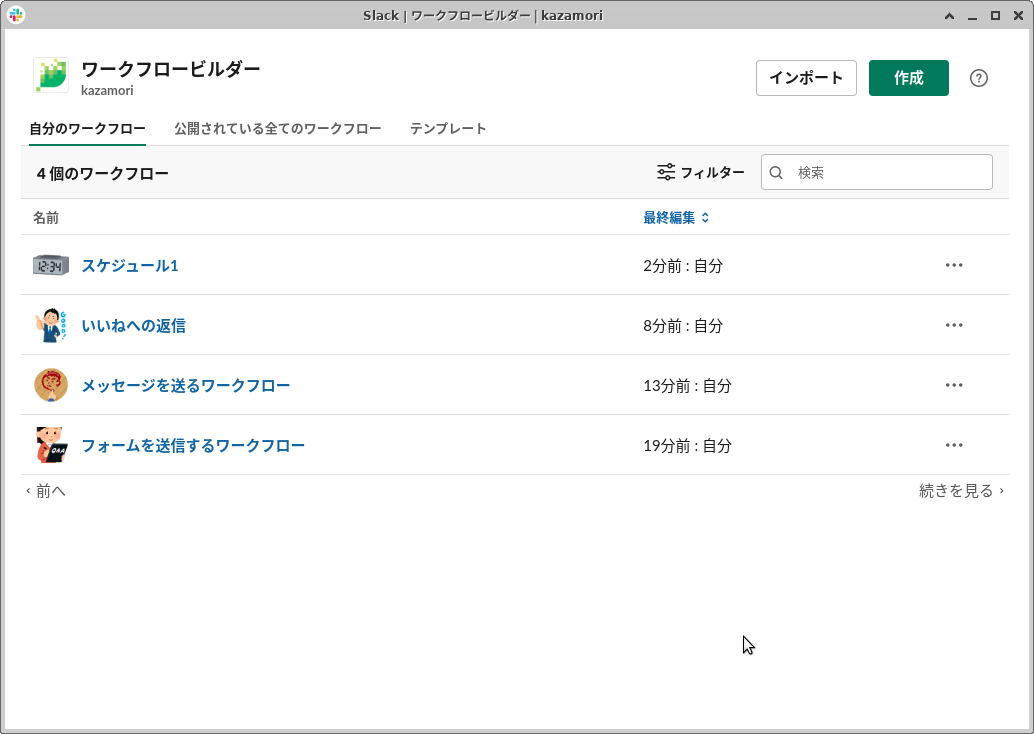 Slack | ワークフロービルダー | kazamori
ワークフロービルダー
kazamori
インポート
作成
自分のワークフロー 公開されている全てのワークフロー テンプレート
4 個のワークフロー
フィルター
検索
名前 最終編集
12:34
スケジュール1 2分前 : 自分
GOOD!
いいねへの返信 8分前 : 自分
メッセージを送るワークフロー 13分前 : 自分
Q&A
フォームを送信するワークフロー 19分前 : 自分
‹ 前へ 続きを見る ›